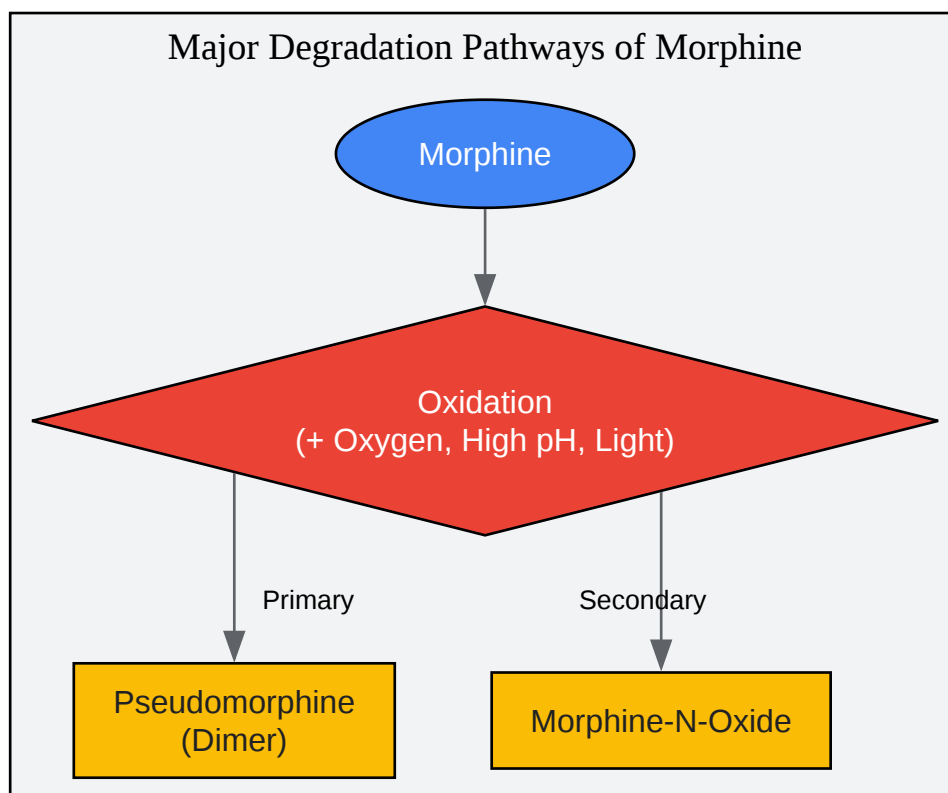 Major Degradation Pathways of Morphine
Morphine
Oxidation
(+ Oxygen, High pH, Light)
Primary
Secondary
Pseudomorphine
(Dimer)
Morphine-N-Oxide